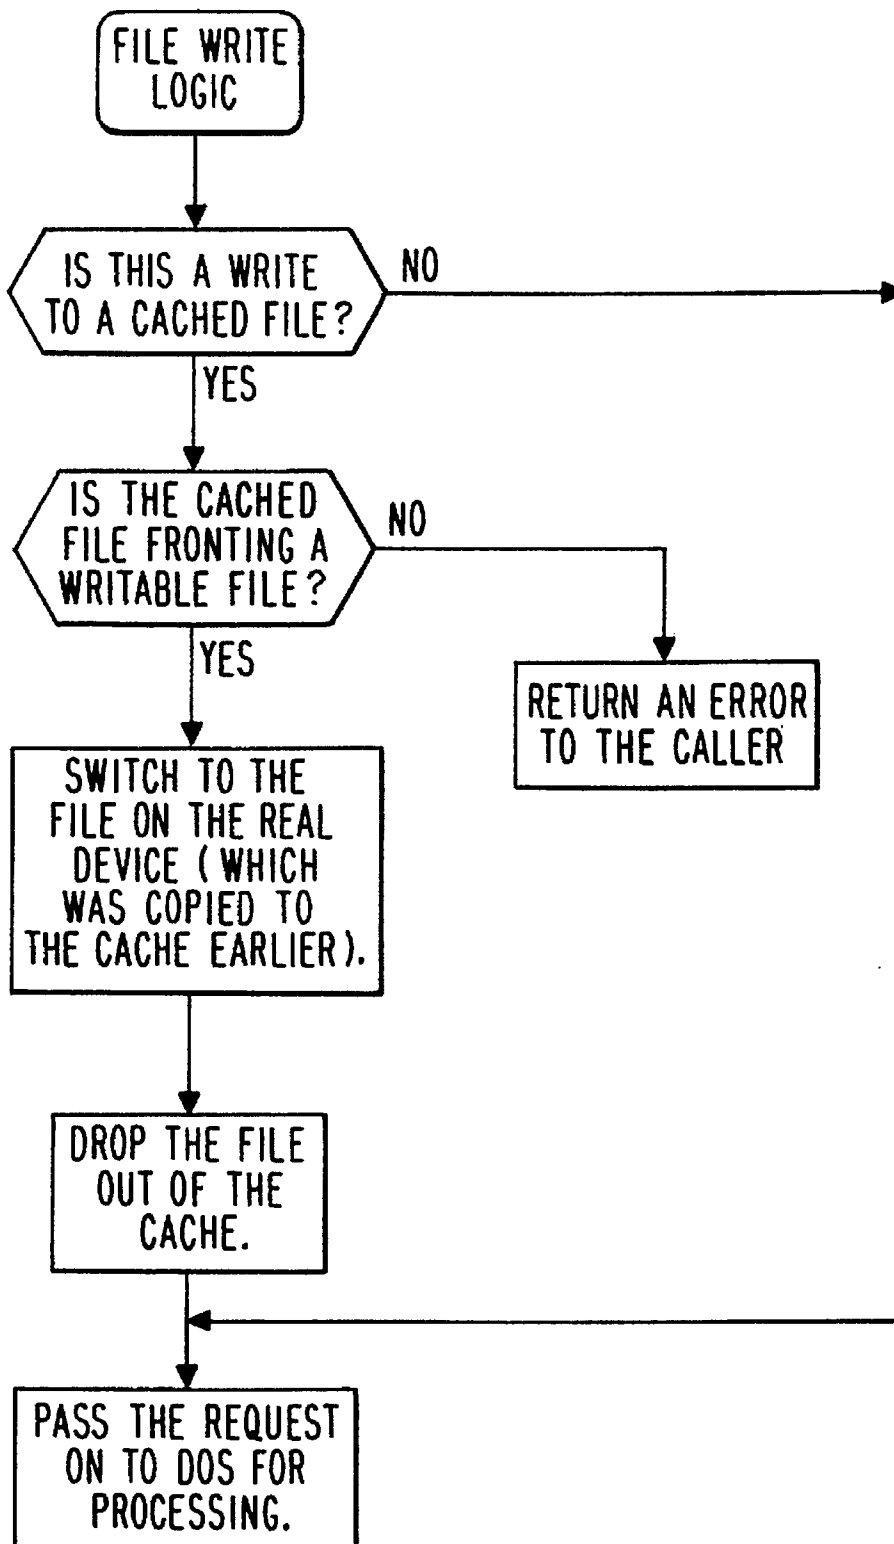 FILE WRITE
LOGIC
IS THIS A WRITE
TO A CACHED FILE?
NO
YES
IS THE CACHED
FILE FRONTING A
WRITABLE FILE?
NO
YES
RETURN AN ERROR
TO THE CALLER
SWITCH TO THE
FILE ON THE REAL
DEVICE (WHICH
WAS COPIED TO
THE CACHE EARLIER).
DROP THE FILE
OUT OF THE
CACHE.
PASS THE REQUEST
ON TO DOS FOR
PROCESSING.